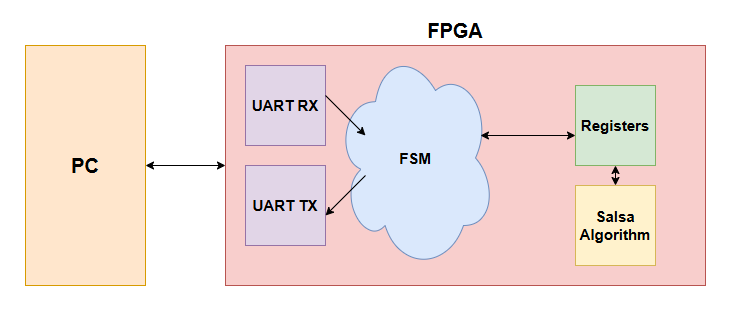 FPGA
PC
UART RX
UART TX
FSM
Registers
Salsa
Algorithm